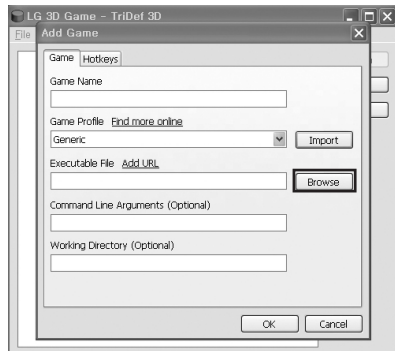 LG 3D Game - TriDef 3D
File
Add Game
Game Hotkeys
Game Name
Game Profile Find more online
Generic Import
Executable File Add URL
Browse
Command Line Arguments (Optional)
Working Directory (Optional)
OK Cancel